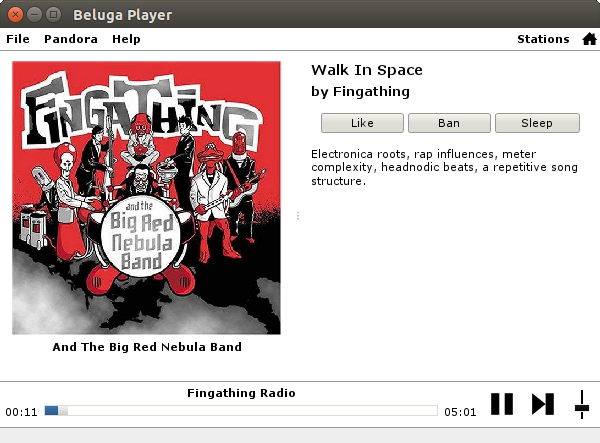 Beluga Player
File Pandora Help Stations
FINGATHING
and the
Big Red
Nebula
Band
And The Big Red Nebula Band
Walk In Space
by Fingathing
Like Ban Sleep
Electronica roots, rap influences, meter
complexity, headnodic beats, a repetitive song
structure.
Fingathing Radio
00:11 05:01